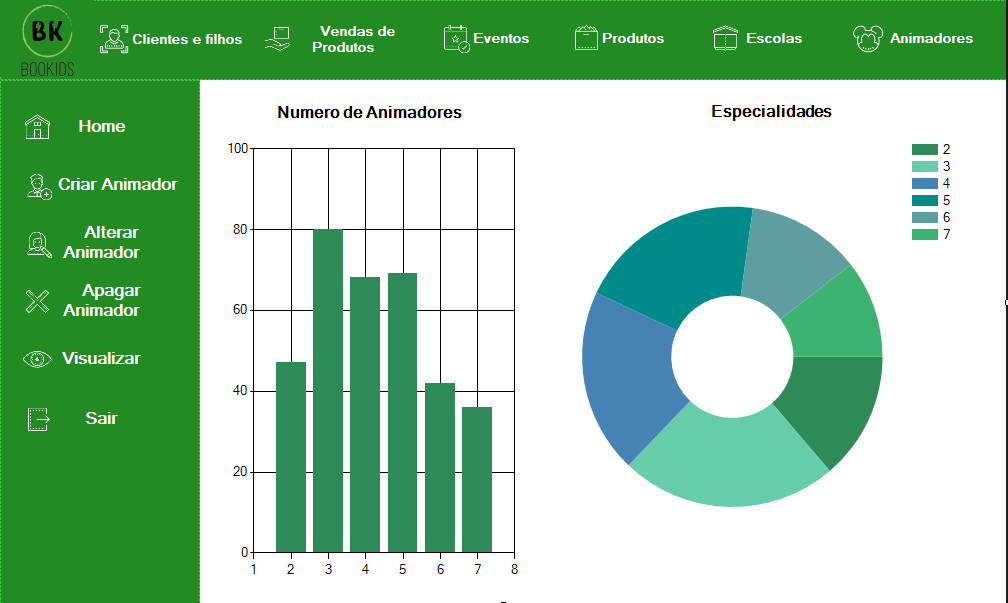 BK
BOOKIDS
Clientes e filhos
Vendas de
Produtos
Eventos
Produtos
Escolas
Animadores
Home
Criar Animador
Alterar
Animador
Apagar
Animador
Visualizar
Sair
Numero de Animadores
100
80
60
40
20
0
1 2 3 4 5 6 7 8
Especialidades
2
3
4
5
6
7